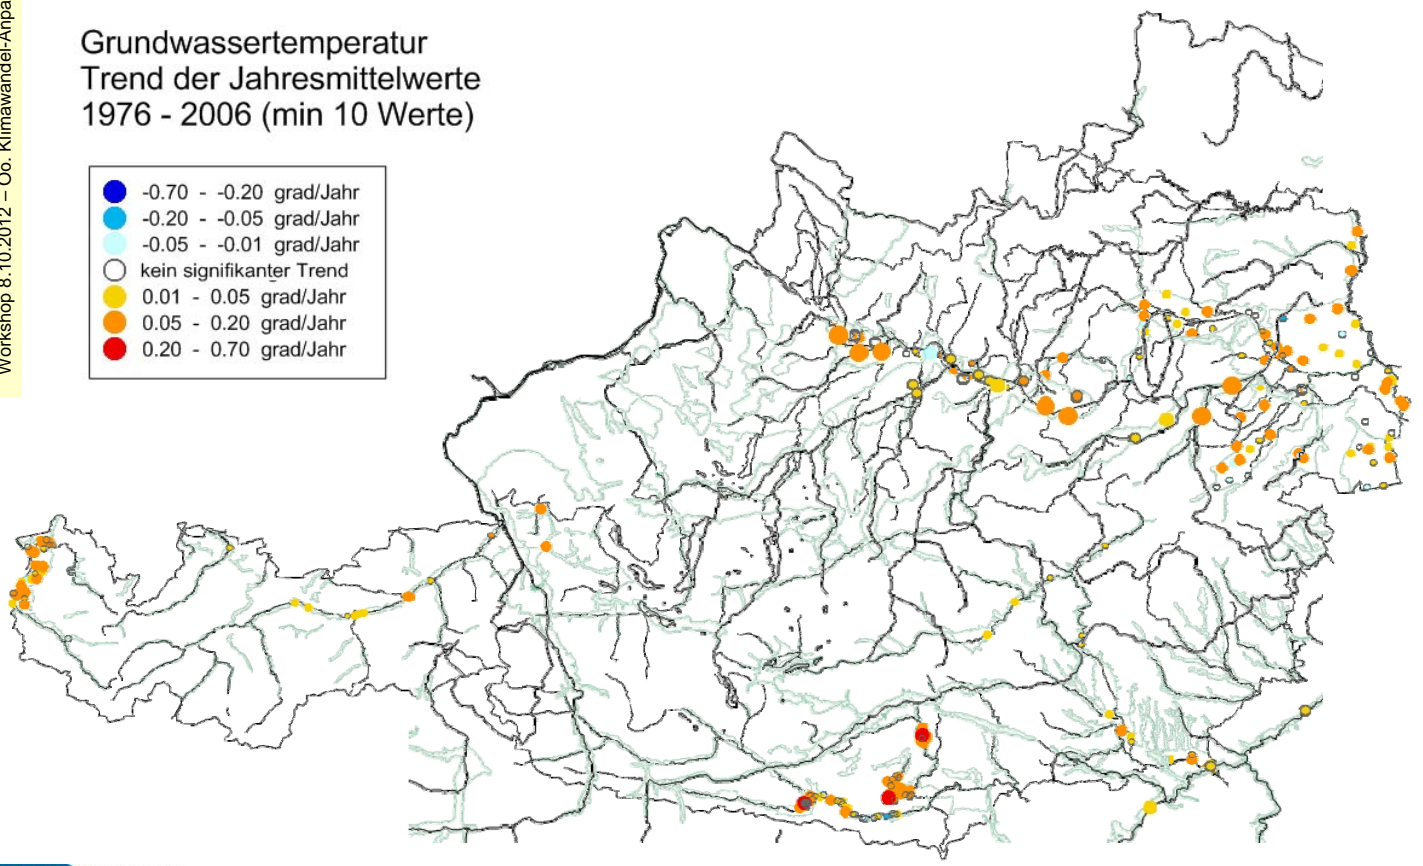 Grundwassertemperatur
Trend der Jahresmittelwerte
1976 - 2006 (min 10 Werte)
-0.70 - -0.20 grad/Jahr
-0.20 - -0.05 grad/Jahr
-0.05 - -0.01 grad/Jahr
kein signifikanter Trend
0.01 - 0.05 grad/Jahr
0.05 - 0.20 grad/Jahr
0.20 - 0.70 grad/Jahr
Workshop 8.10.2012 – Oö. Klimawandel-Anpa